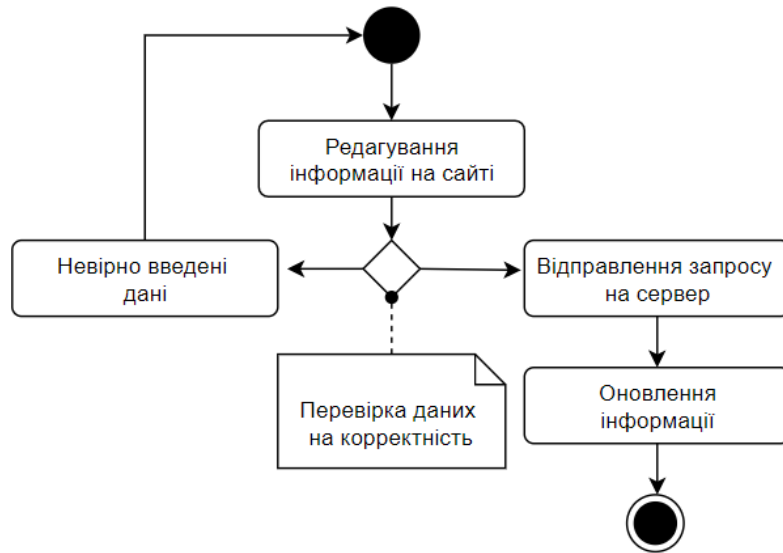 Редагування
інформації на сайті
Невірно введені
дані
Відправлення запросу
на сервер
Перевірка даних
на корректність
Оновлення
інформації